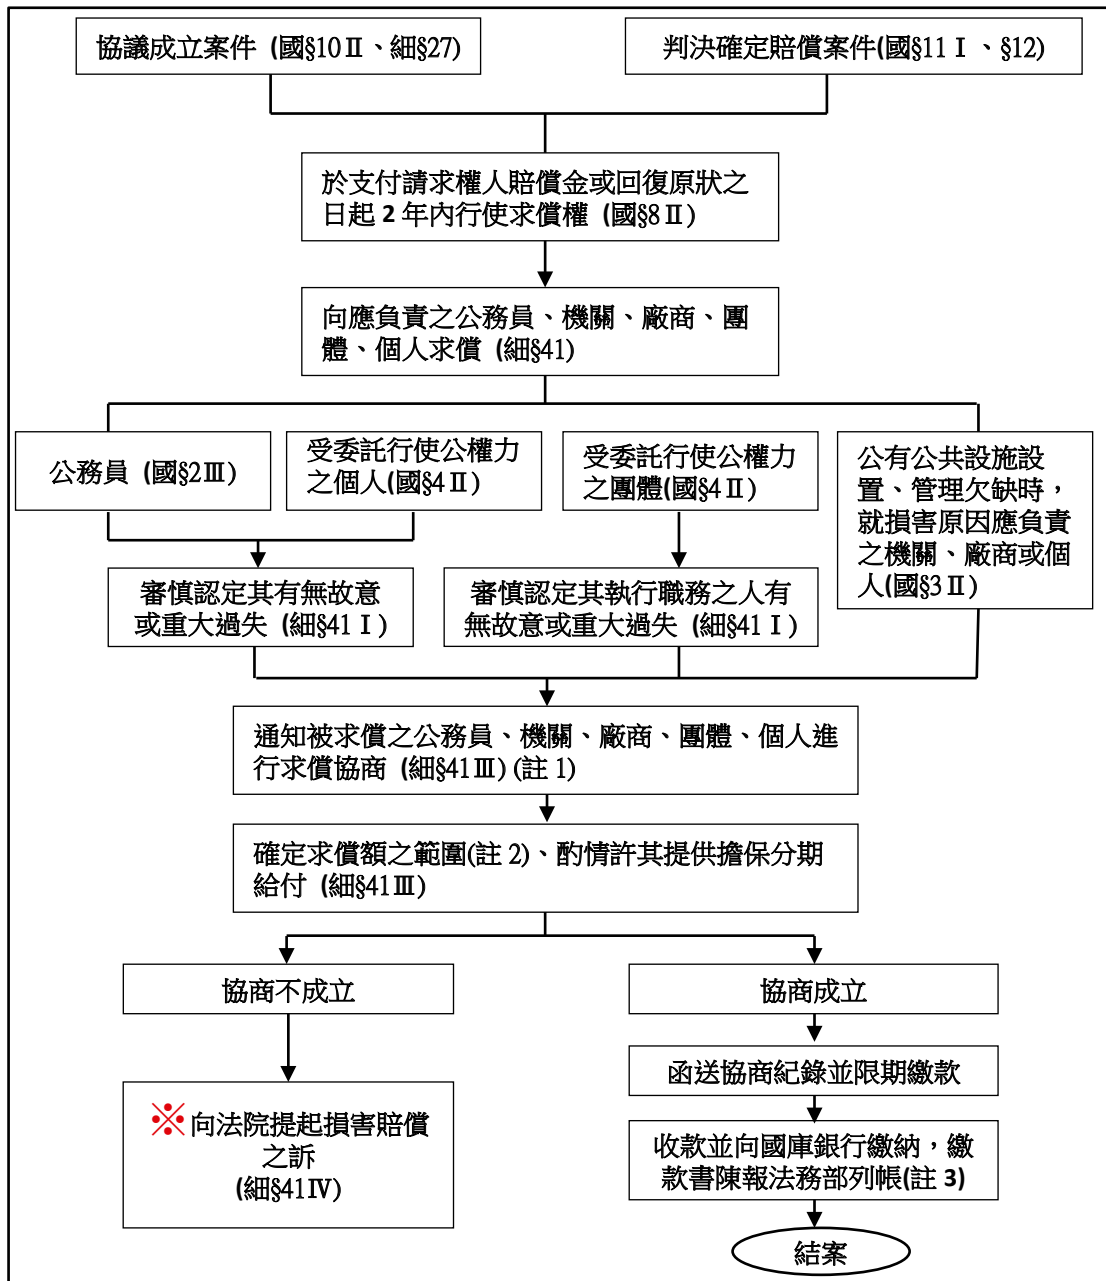 協議成立案件 (國§10Ⅱ、細§27)
判決確定賠償案件(國§11Ⅰ、§12)
於支付請求權人賠償金或回復原狀之
日起 2 年內行使求償權 (國§8Ⅱ)
向應負責之公務員、機關、廠商、團
體、個人求償 (細§41)
公務員 (國§2Ⅲ)
受委託行使公權力
之個人(國§4Ⅱ)
受委託行使公權力
之團體(國§4Ⅱ)
公有公共設施設
置、管理欠缺時，
就損害原因應負責
之機關、廠商或個
人(國§3Ⅱ)
審慎認定其有無故意
或重大過失 (細§41Ⅰ)
審慎認定其執行職務之人有
無故意或重大過失 (細§41Ⅰ)
通知被求償之公務員、機關、廠商、團體、個人進
行求償協商 (細§41Ⅲ) (註 1)
確定求償額之範圍(註 2)、酌情許其提供擔保分期
給付 (細§41Ⅲ)
協商不成立
協商成立
函送協商紀錄並限期繳款
※向法院提起損害賠償
之訴
(細§41Ⅳ)
收款並向國庫銀行繳納，繳
款書陳報法務部列帳(註 3)
結案